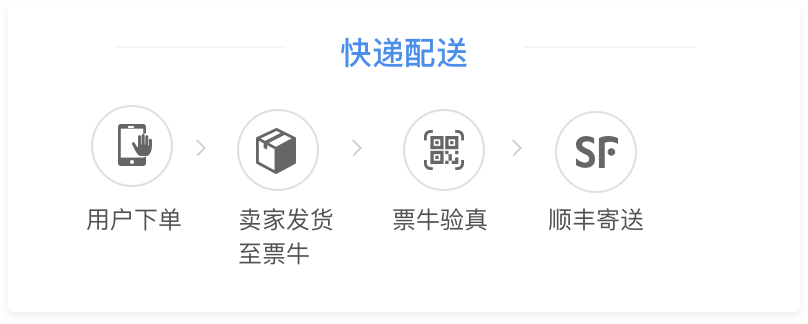 快递配送
SF
用户下单
卖家发货
至票牛
票牛验真
顺丰寄送